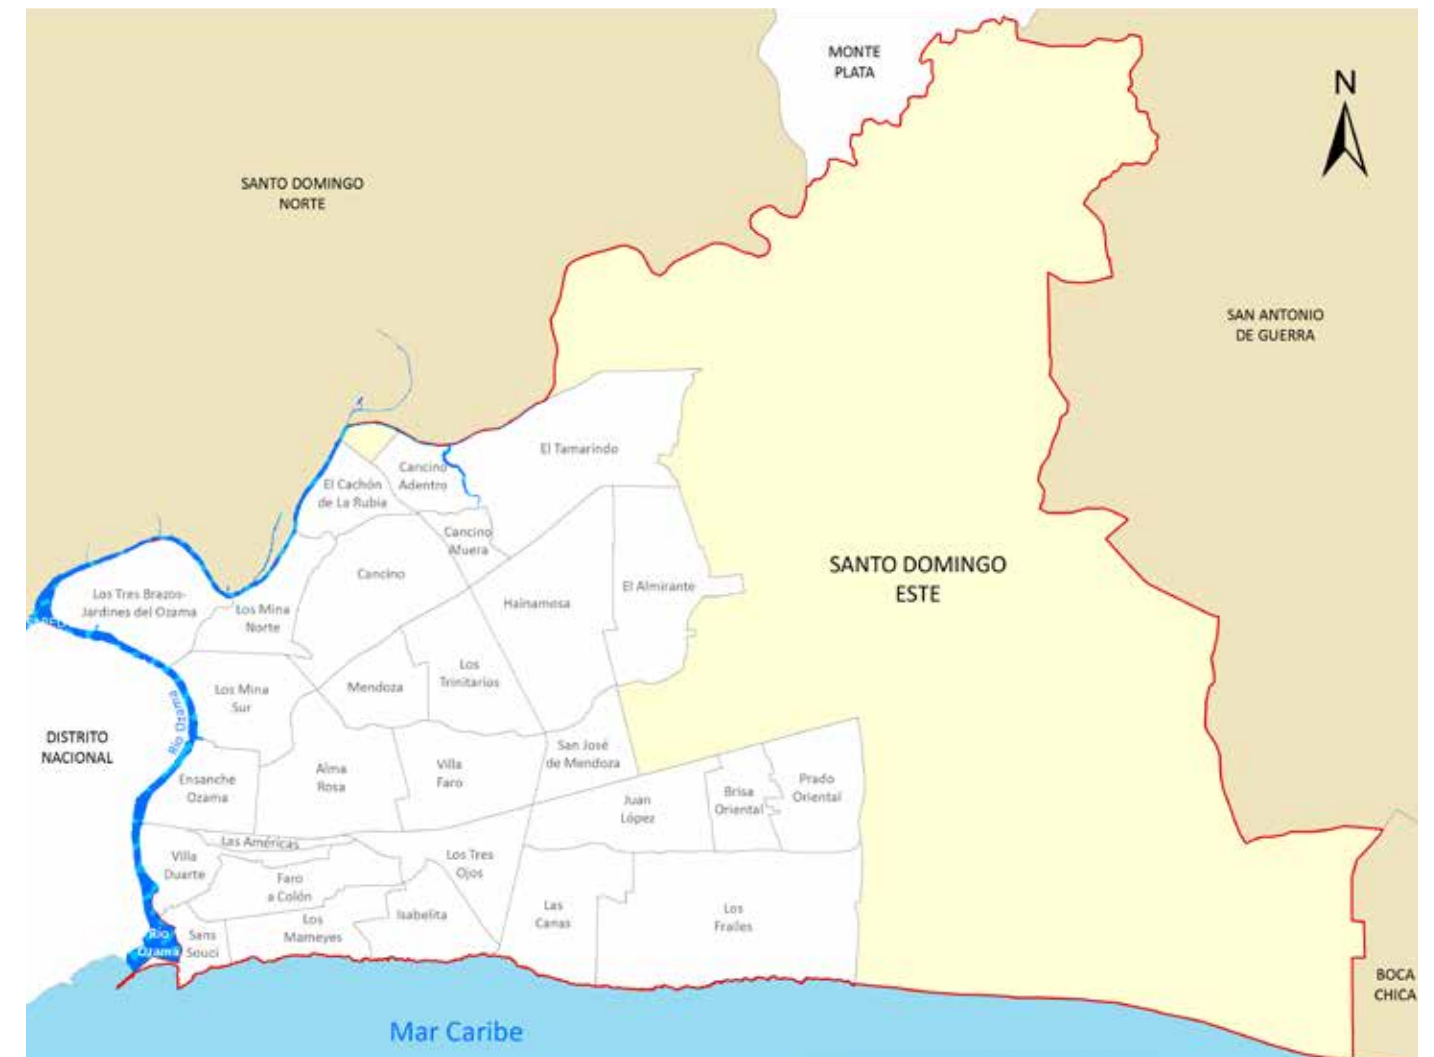 MONTE
PLATA
N
SANTO DOMINGO
NORTE
SAN ANTONIO
DE GUERRA
El Tamarindo
Cancino
Adentro
El Cachón
de La Rubia
Cancino
Afuera
SANTO DOMINGO
ESTE
Cancino
El Almirante
Hainamosa
Los Tres Brazos-
Jardines del Ozama
Los Mina
Norte
Los
Trinitarios
Mendoza
Los Mina
Sur
Río Ozama
DISTRITO
NACIONAL
San José
de Mendoza
Villa
Faro
Alma
Rosa
Ensanche
Ozama
Prado
Oriental
Brisa
Oriental
Juan
López
Las Américas
Los Tres
Ojos
Villa
Duarte
Faro
a Colón
Las
Canas
Los
Frailes
Isabelita
Los
Mameyes
Sans
Souci
Río
Ozama
BOCA
CHICA
Mar Caribe